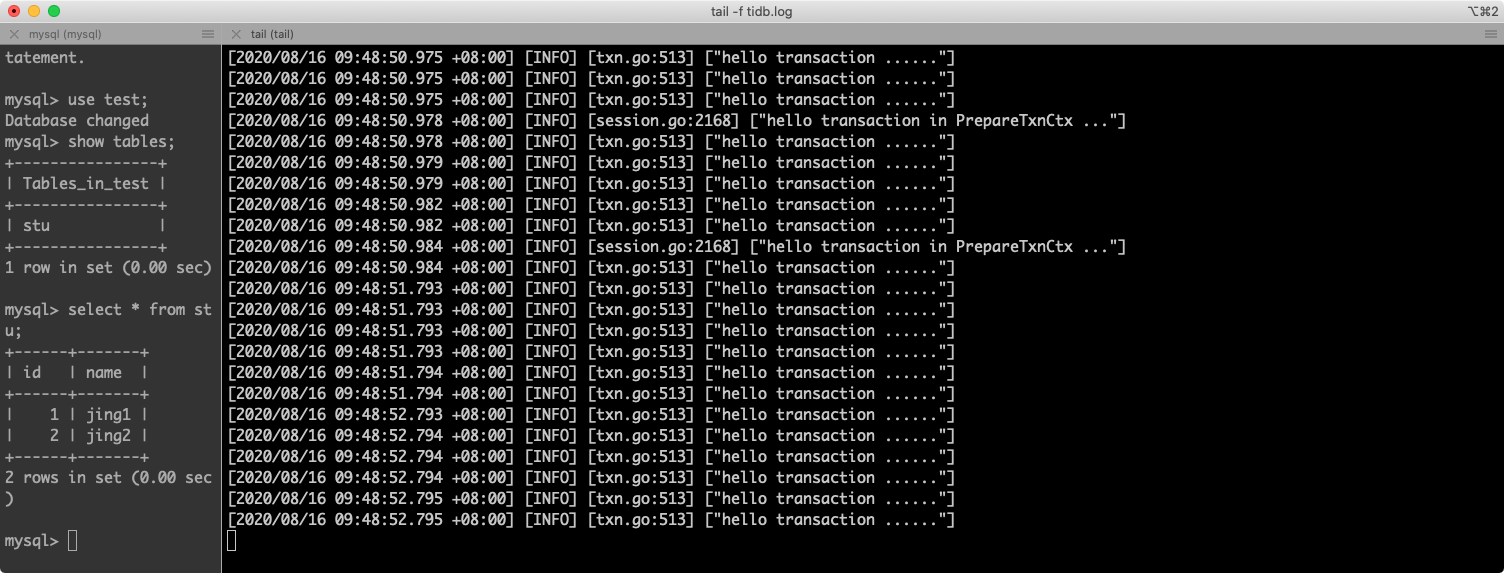 tail -f tidb.log
⌥⌘2
mysql (mysql)
tail (tail)
tatement.
mysql> use test;
Database changed
mysql> show tables;
+----------------+
| Tables_in_test |
+----------------+
| stu            |
+----------------+
1 row in set (0.00 sec)
mysql> select * from st
u;
+------+-------+
| id   | name  |
+------+-------+
|    1 | jing1 |
|    2 | jing2 |
+------+-------+
2 rows in set (0.00 sec
)
mysql>
[2020/08/16 09:48:50.975 +08:00] [INFO] [txn.go:513] ["hello transaction ......"]
[2020/08/16 09:48:50.975 +08:00] [INFO] [txn.go:513] ["hello transaction ......"]
[2020/08/16 09:48:50.975 +08:00] [INFO] [txn.go:513] ["hello transaction ......"]
[2020/08/16 09:48:50.978 +08:00] [INFO] [session.go:2168] ["hello transaction in PrepareTxnCtx ..."]
[2020/08/16 09:48:50.978 +08:00] [INFO] [txn.go:513] ["hello transaction ......"]
[2020/08/16 09:48:50.979 +08:00] [INFO] [txn.go:513] ["hello transaction ......"]
[2020/08/16 09:48:50.979 +08:00] [INFO] [txn.go:513] ["hello transaction ......"]
[2020/08/16 09:48:50.982 +08:00] [INFO] [txn.go:513] ["hello transaction ......"]
[2020/08/16 09:48:50.982 +08:00] [INFO] [txn.go:513] ["hello transaction ......"]
[2020/08/16 09:48:50.984 +08:00] [INFO] [session.go:2168] ["hello transaction in PrepareTxnCtx ..."]
[2020/08/16 09:48:50.984 +08:00] [INFO] [txn.go:513] ["hello transaction ......"]
[2020/08/16 09:48:51.793 +08:00] [INFO] [txn.go:513] ["hello transaction ......"]
[2020/08/16 09:48:51.793 +08:00] [INFO] [txn.go:513] ["hello transaction ......"]
[2020/08/16 09:48:51.793 +08:00] [INFO] [txn.go:513] ["hello transaction ......"]
[2020/08/16 09:48:51.793 +08:00] [INFO] [txn.go:513] ["hello transaction ......"]
[2020/08/16 09:48:51.794 +08:00] [INFO] [txn.go:513] ["hello transaction ......"]
[2020/08/16 09:48:51.794 +08:00] [INFO] [txn.go:513] ["hello transaction ......"]
[2020/08/16 09:48:52.793 +08:00] [INFO] [txn.go:513] ["hello transaction ......"]
[2020/08/16 09:48:52.794 +08:00] [INFO] [txn.go:513] ["hello transaction ......"]
[2020/08/16 09:48:52.794 +08:00] [INFO] [txn.go:513] ["hello transaction ......"]
[2020/08/16 09:48:52.794 +08:00] [INFO] [txn.go:513] ["hello transaction ......"]
[2020/08/16 09:48:52.795 +08:00] [INFO] [txn.go:513] ["hello transaction ......"]
[2020/08/16 09:48:52.795 +08:00] [INFO] [txn.go:513] ["hello transaction ......"]